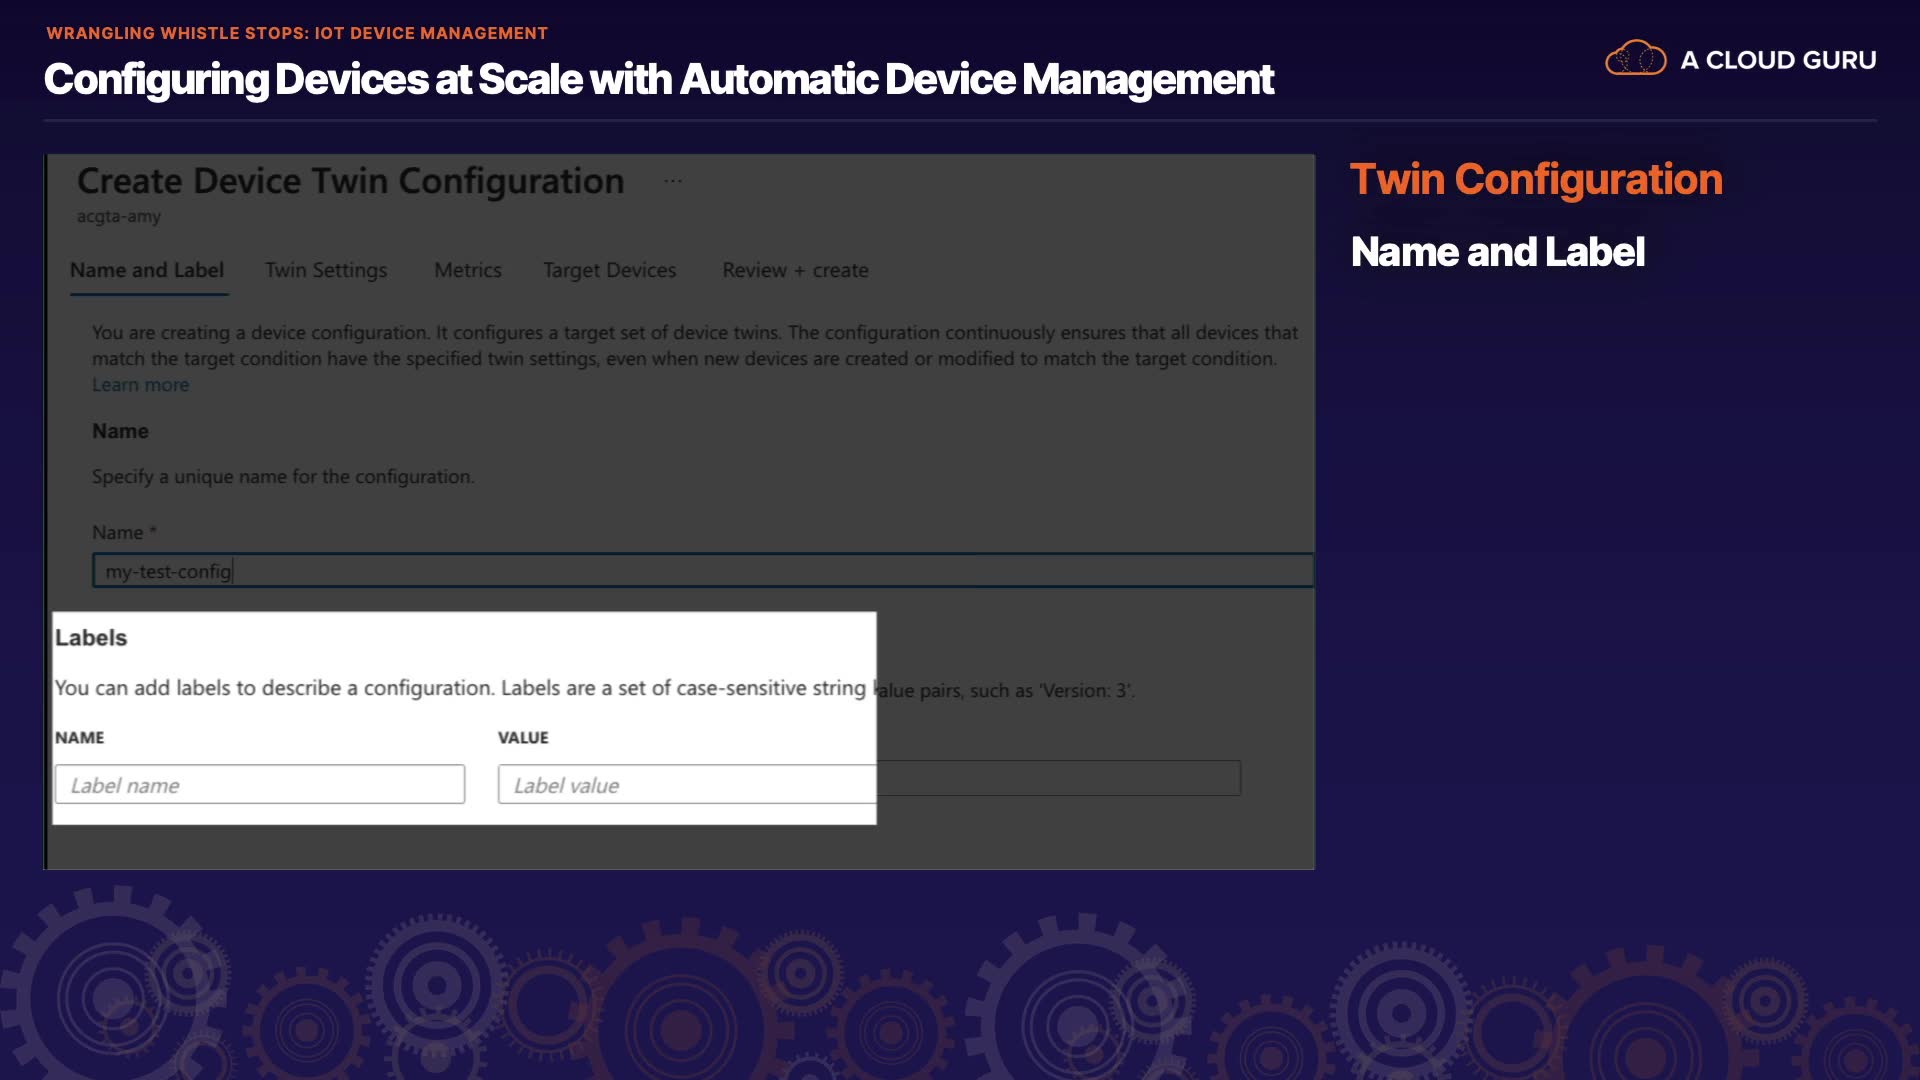 WRANGLING WHISTLE STOPS: IOT DEVICE MANAGEMENT
Configuring Devices at Scale with Automatic Device Management
A CLOUD GURU
Create Device Twin Configuration ...
acgta-amy
Name and Label Twin Settings Metrics Target Devices Review + create
You are creating a device configuration. It configures a target set of device twins. The configuration continuously ensures that all devices that
match the target condition have the specified twin settings, even when new devices are created or modified to match the target condition.
Learn more
Name
Specify a unique name for the configuration.
Name *
my-test-config
Labels
You can add labels to describe a configuration. Labels are a set of case-sensitive string alue pairs, such as 'Version: 3'.
NAME VALUE
Label name Label value
Twin Configuration
Name and Label